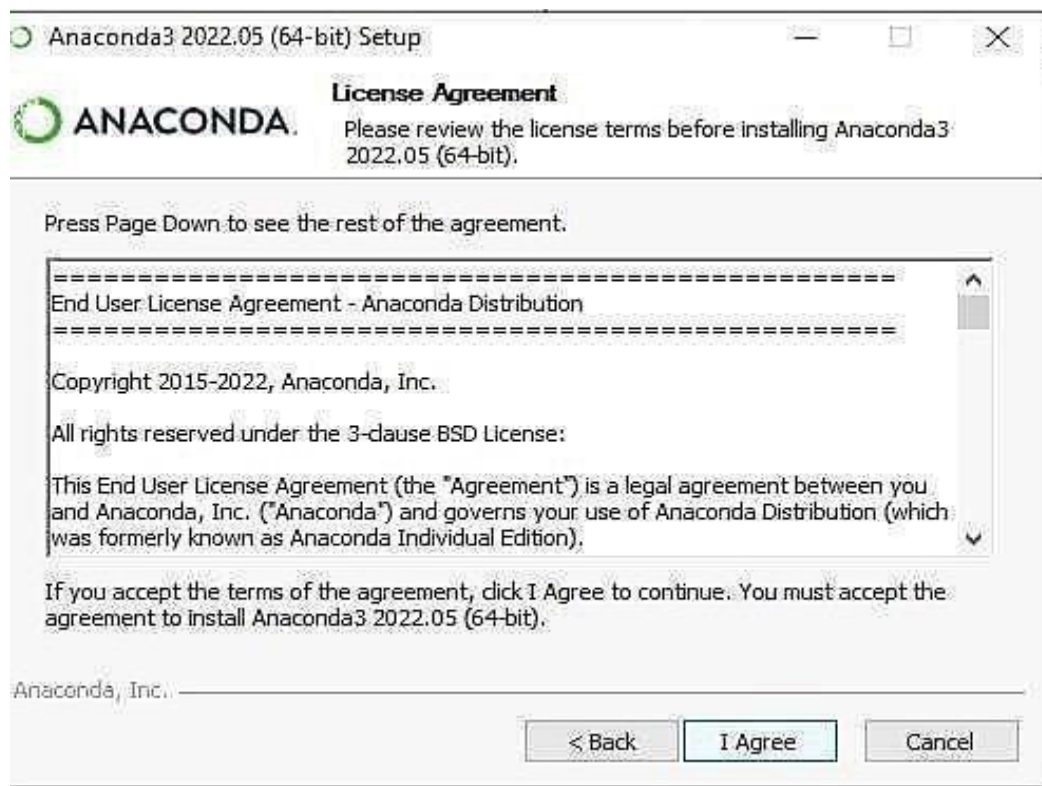 Anaconda3 2022.05 (64-bit) Setup
ANACONDA.
License Agreement
Please review the license terms before installing Anaconda3
2022.05 (64-bit).
Press Page Down to see the rest of the agreement.
==================================================
End User License Agreement - Anaconda Distribution
==================================================
Copyright 2015-2022, Anaconda, Inc.
All rights reserved under the 3-clause BSD License:
This End User License Agreement (the "Agreement") is a legal agreement between you
and Anaconda, Inc. ("Anaconda") and governs your use of Anaconda Distribution (which
was formerly known as Anaconda Individual Edition).
If you accept the terms of the agreement, click I Agree to continue. You must accept the
agreement to install Anaconda3 2022.05 (64-bit).
Anaconda, Inc.
< Back
I Agree
Cancel